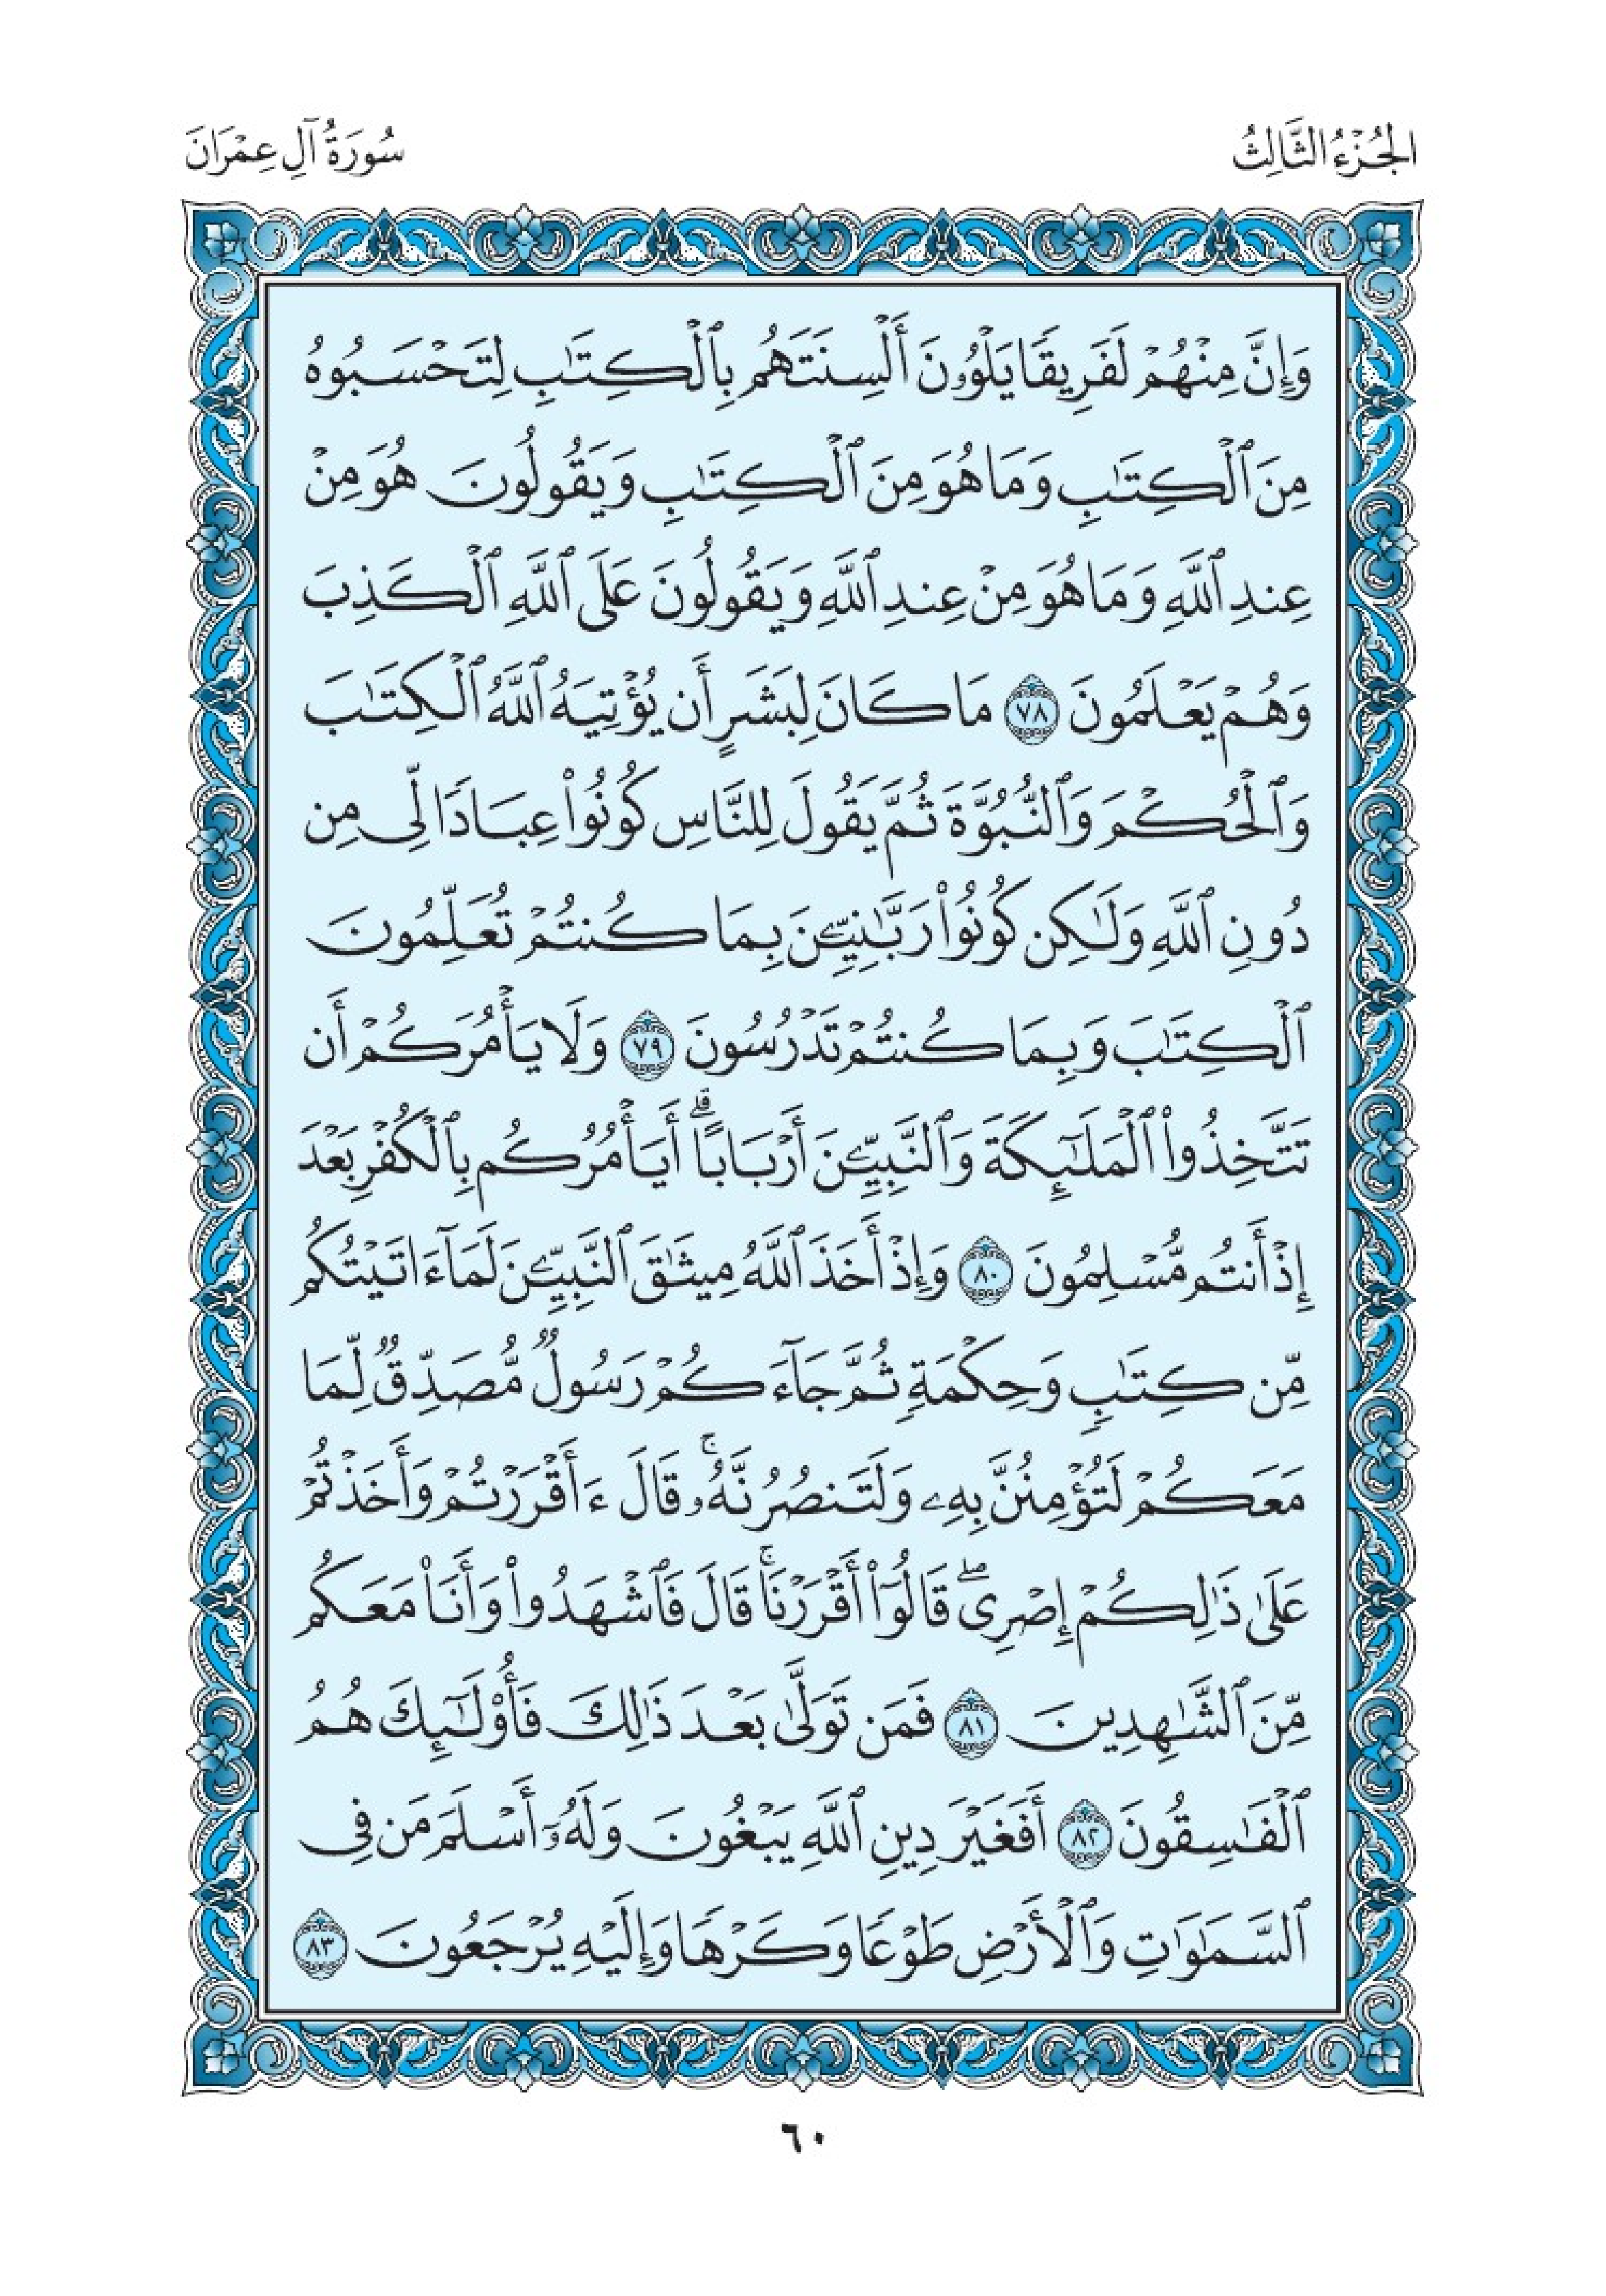 الجُزْءُ الثَّالِثُ
سُورَةُ آلِ عِمْرَانَ
وَإِنَّ مِنْهُمْ لَفَرِيقًا يَلْوُۥنَ أَلْسِنَتَهُم بِٱلْكِتَٰبِ لِتَحْسَبُوهُ
مِنَ ٱلْكِتَٰبِ وَمَا هُوَ مِنَ ٱلْكِتَٰبِ وَيَقُولُونَ هُوَ مِنْ
عِندِ ٱللَّهِ وَمَا هُوَ مِنْ عِندِ ٱللَّهِ وَيَقُولُونَ عَلَى ٱللَّهِ ٱلْكَذِبَ
وَهُمْ يَعْلَمُونَ ٧٨ مَا كَانَ لِبَشَرٍ أَن يُؤْتِيَهُ ٱللَّهُ ٱلْكِتَٰبَ
وَٱلْحُكْمَ وَٱلنُّبُوَّةَ ثُمَّ يَقُولَ لِلنَّاسِ كُونُوا۟ عِبَادًا لِّى مِن
دُونِ ٱللَّهِ وَلَٰكِن كُونُوا۟ رَبَّٰنِيِّۦنَ بِمَا كُنتُمْ تُعَلِّمُونَ
ٱلْكِتَٰبَ وَبِمَا كُنتُمْ تَدْرُسُونَ ٧٩ وَلَا يَأْمُرَكُمْ أَن
تَتَّخِذُوا۟ ٱلْمَلَٰٓئِكَةَ وَٱلنَّبِيِّۦنَ أَرْبَابًا ۗ أَيَأْمُرُكُم بِٱلْكُفْرِ بَعْدَ
إِذْ أَنتُم مُّسْلِمُونَ ٨٠ وَإِذْ أَخَذَ ٱللَّهُ مِيثَٰقَ ٱلنَّبِيِّۦنَ لَمَآ ءَاتَيْتُكُم
مِّن كِتَٰبٍ وَحِكْمَةٍ ثُمَّ جَآءَكُمْ رَسُولٌ مُّصَدِّقٌ لِّمَا
مَعَكُمْ لَتُؤْمِنُنَّ بِهِۦ وَلَتَنصُرُنَّهُۥ ۚ قَالَ ءَأَقْرَرْتُمْ وَأَخَذْتُمْ
عَلَىٰ ذَٰلِكُمْ إِصْرِى ۖ قَالُوٓا۟ أَقْرَرْنَا ۚ قَالَ فَٱشْهَدُوا۟ وَأَنَا۠ مَعَكُم
مِّنَ ٱلشَّٰهِدِينَ ٨١ فَمَن تَوَلَّىٰ بَعْدَ ذَٰلِكَ فَأُو۟لَٰٓئِكَ هُمُ
ٱلْفَٰسِقُونَ ٨٢ أَفَغَيْرَ دِينِ ٱللَّهِ يَبْغُونَ وَلَهُۥٓ أَسْلَمَ مَن فِى
ٱلسَّمَٰوَٰتِ وَٱلْأَرْضِ طَوْعًا وَكَرْهًا وَإِلَيْهِ يُرْجَعُونَ ٨٣
٦٠